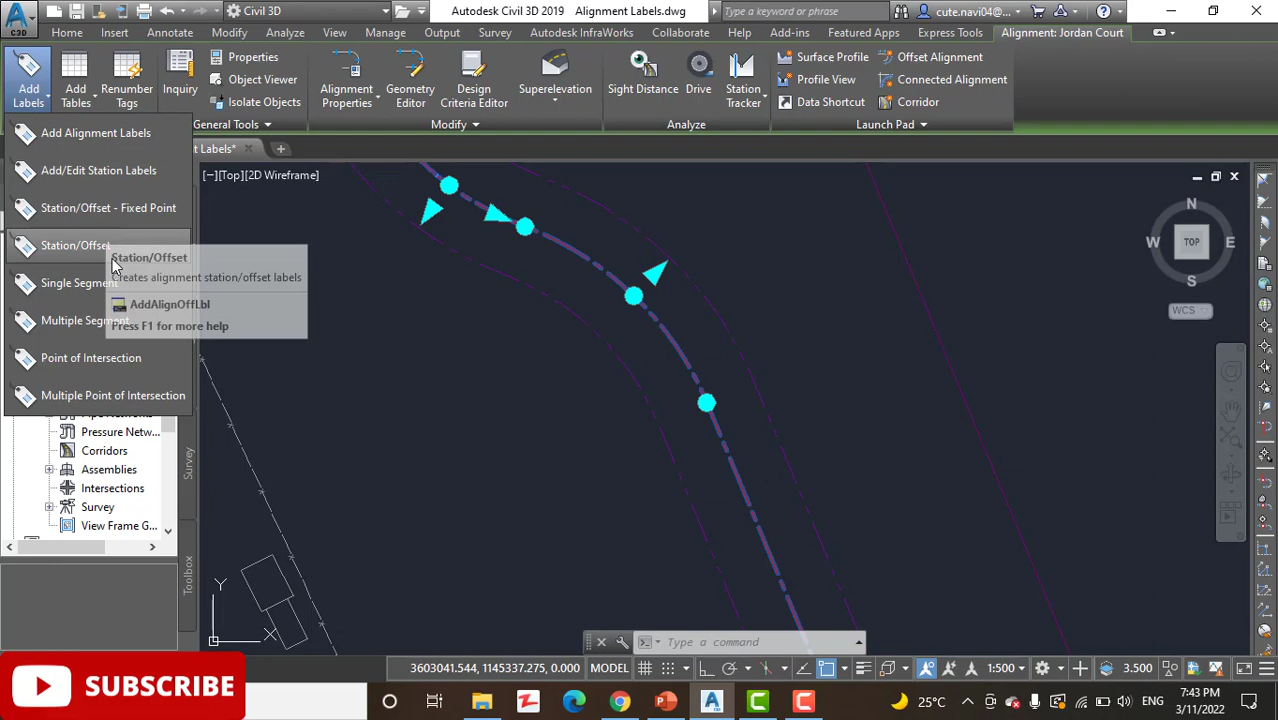 Civil 3D
Autodesk Civil 3D 2019 Alignment Labels.dwg
Type a keyword or phrase
cute.navi04@...
C3D
Home Insert Annotate Modify Analyze View Manage Output Survey Autodesk InfraWorks Collaborate Help Add-ins Featured Apps Express Tools Alignment: Jordan Court
Add Labels
Add Tables
Renumber Tags
Inquiry
Properties
Object Viewer
Isolate Objects
Alignment Properties
Geometry Editor
Design Criteria Editor
Superelevation
Sight Distance
Drive
Station Tracker
Surface Profile
Profile View
Data Shortcut
Offset Alignment
Connected Alignment
Corridor
General Tools
Modify
Analyze
Launch Pad
Add Alignment Labels
Add/Edit Station Labels
Station/Offset - Fixed Point
Station/Offset
Single Segment
Multiple Segment
Point of Intersection
Multiple Point of Intersection
Station/Offset
Creates alignment station/offset labels
AddAlignOffLbl
Press F1 for more help
t Labels*
[−][Top][2D Wireframe]
N
W TOP E
S
WCS
Pressure Netw...
Corridors
Assemblies
Intersections
Survey
View Frame G...
Survey
Toolbox
Y
X
Type a command
3603041.544, 1145337.275, 0.000 MODEL
1:500
3.500
SUBSCRIBE
25°C
ENG
7:43 PM
3/11/2022